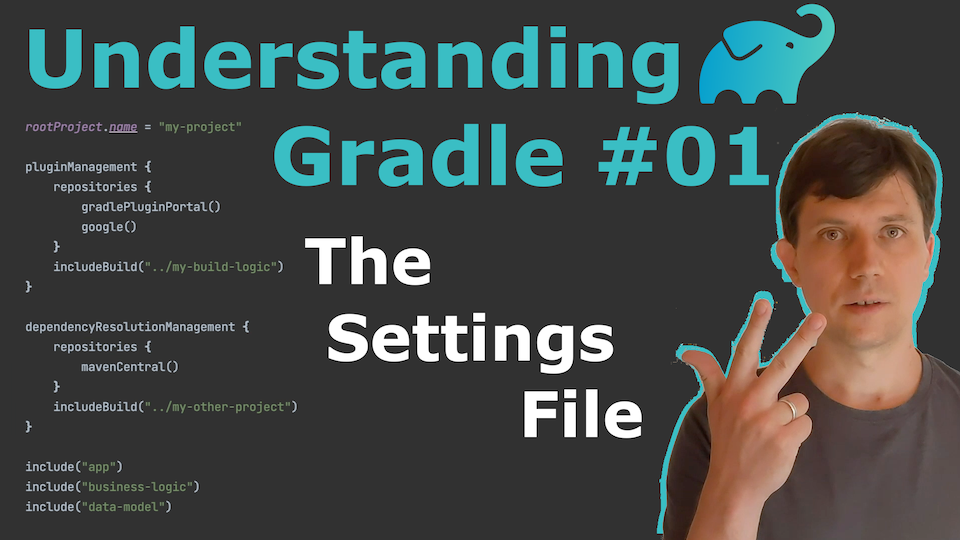 Understanding
Gradle #01
The
Settings
File
rootProject.name = "my-project"
pluginManagement {
    repositories {
        gradlePluginPortal()
        google()
    }
    includeBuild("../my-build-logic")
}
dependencyResolutionManagement {
    repositories {
        mavenCentral()
    }
    includeBuild("../my-other-project")
}
include("app")
include("business-logic")
include("data-model")